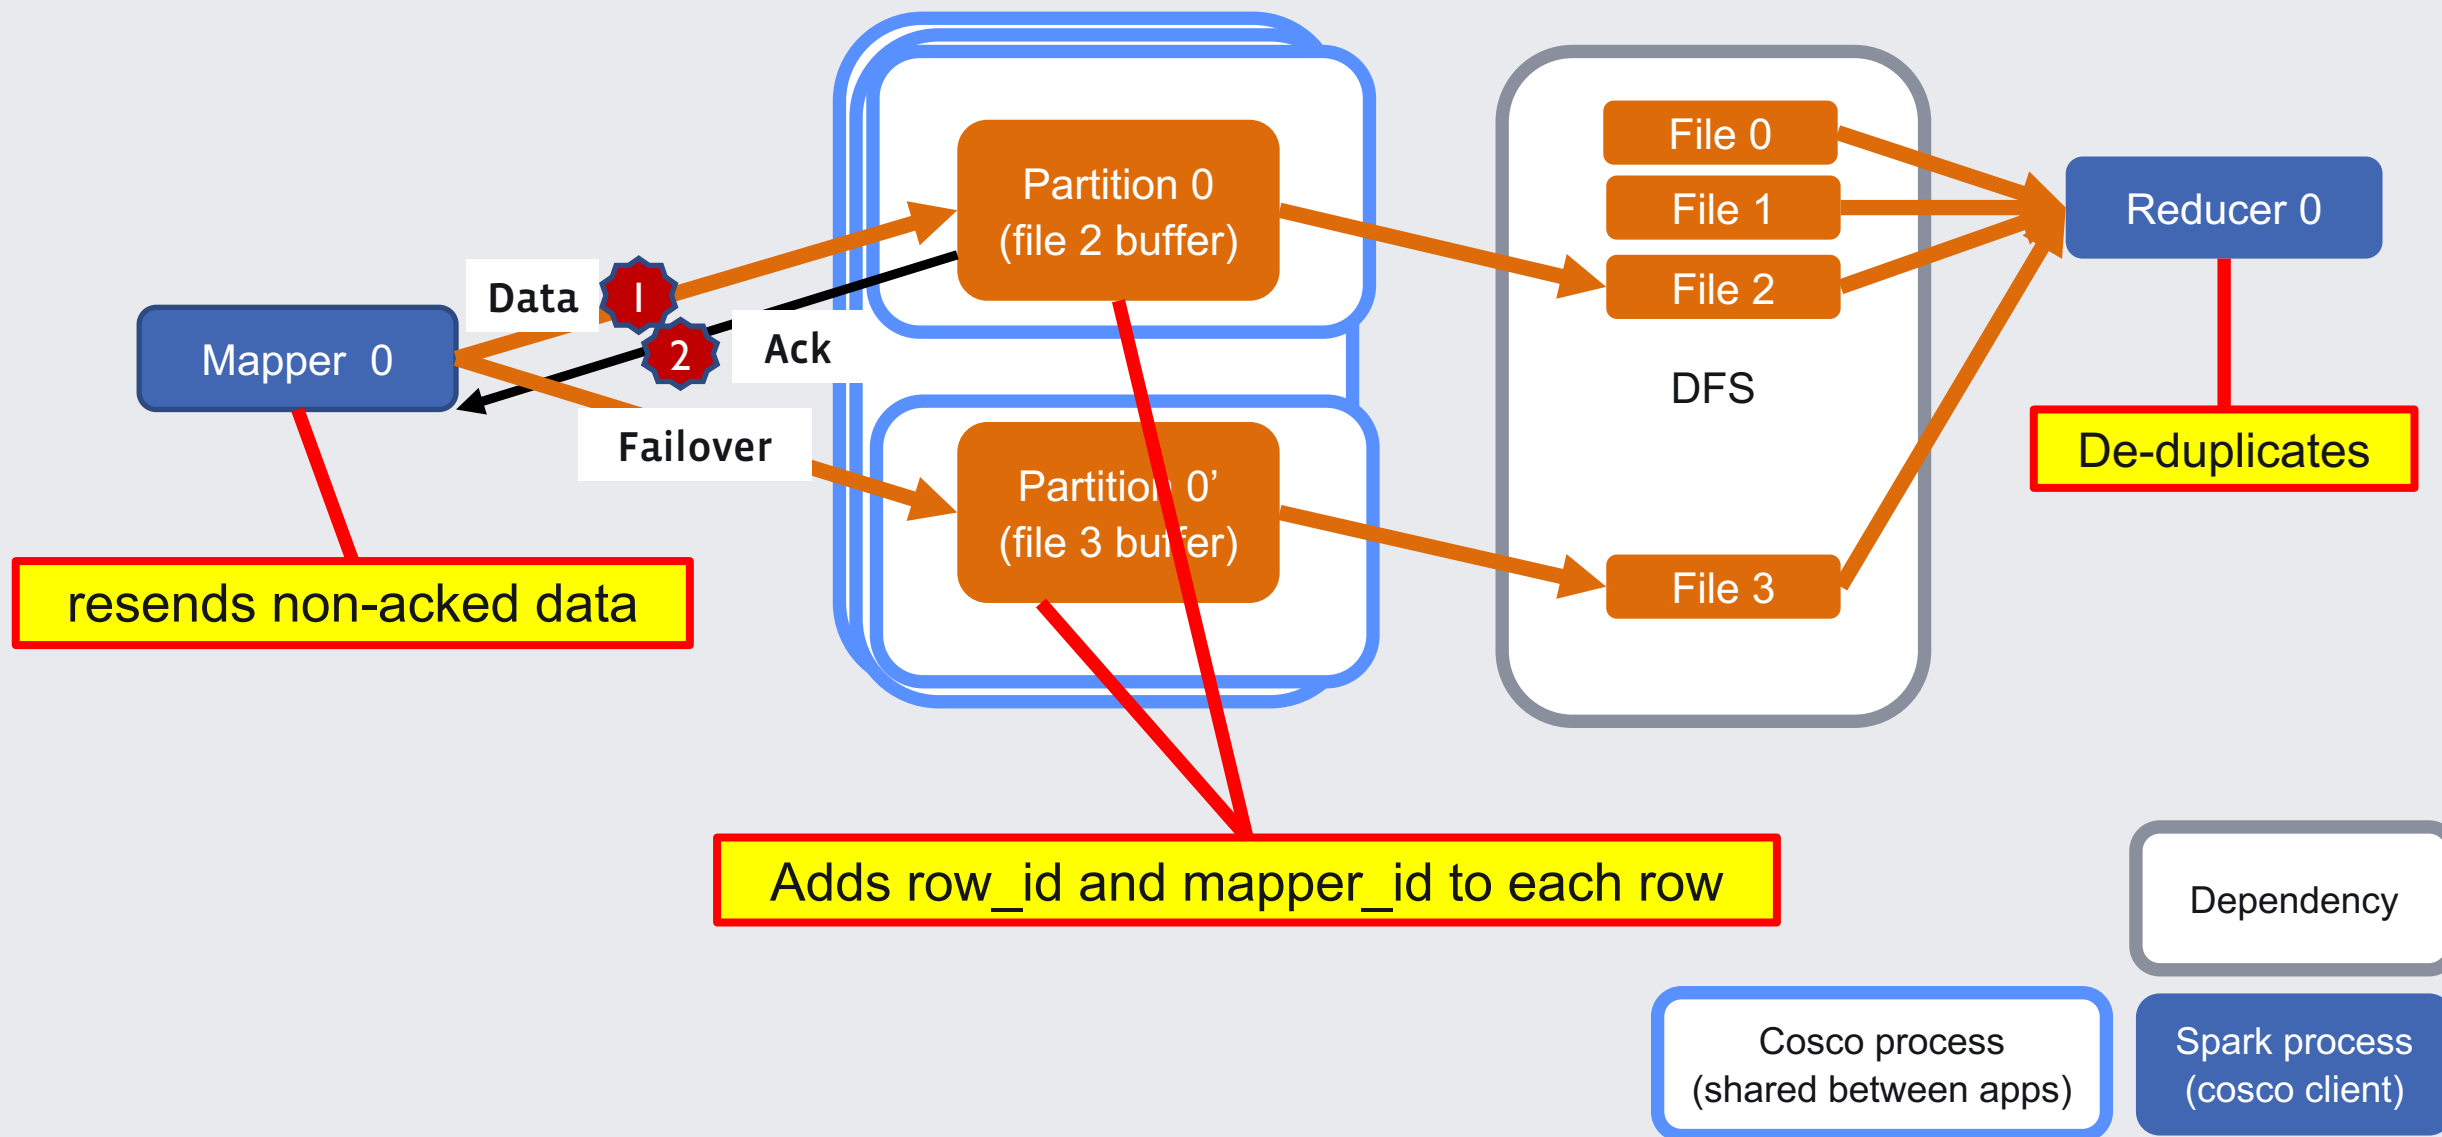 Partition 0
(file 2 buffer)
File 0
File 1
File 2
Reducer 0
Data
1
2
Ack
Mapper 0
DFS
Failover
Partition 0’
(file 3 buffer)
De-duplicates
File 3
resends non-acked data
Adds row_id and mapper_id to each row
Dependency
Cosco process
(shared between apps)
Spark process
(cosco client)